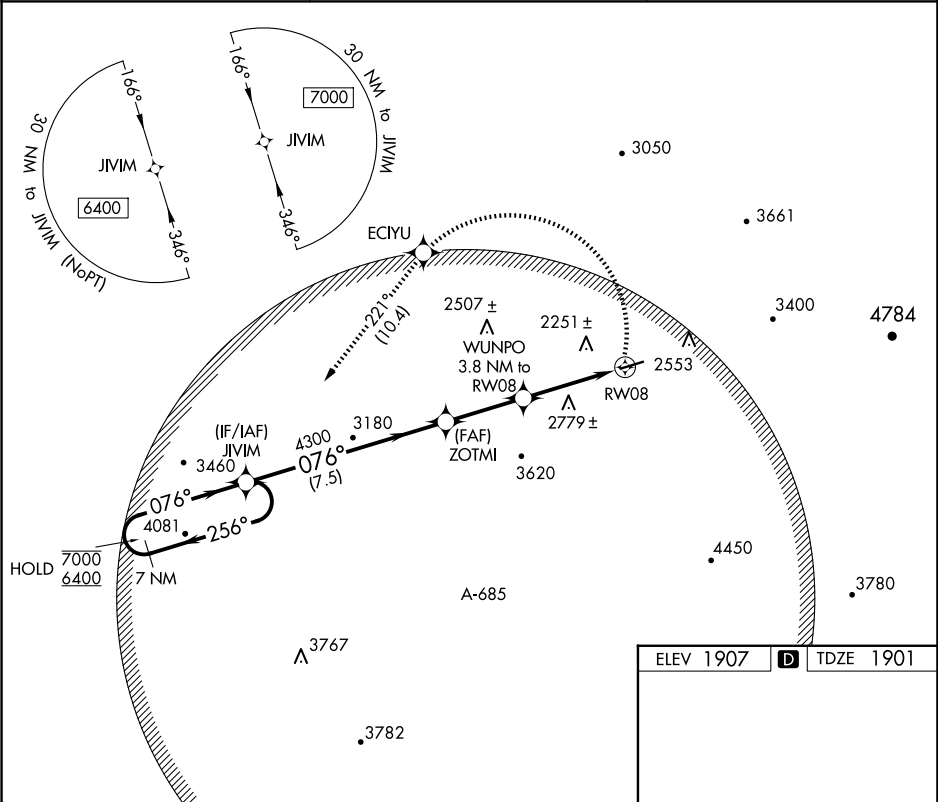 166°
30 NM to JIVIM (NoPT)
JIVIM
6400
346°
166°
30 NM to JIVIM
7000
JIVIM
346°
3050
3661
ECIYU
221°
(10.4)
2507 ±
2251 ±
3400
4784
WUNPO
3.8 NM to
RW08
2553
RW08
2779 ±
(IF/IAF)
JIVIM
4300
3180
076°
(7.5)
(FAF)
ZOTMI
3620
3460
076°
4081
256°
HOLD
7000
6400
7 NM
4450
3780
A-685
3767
3782
ELEV 1907 D TDZE 1901